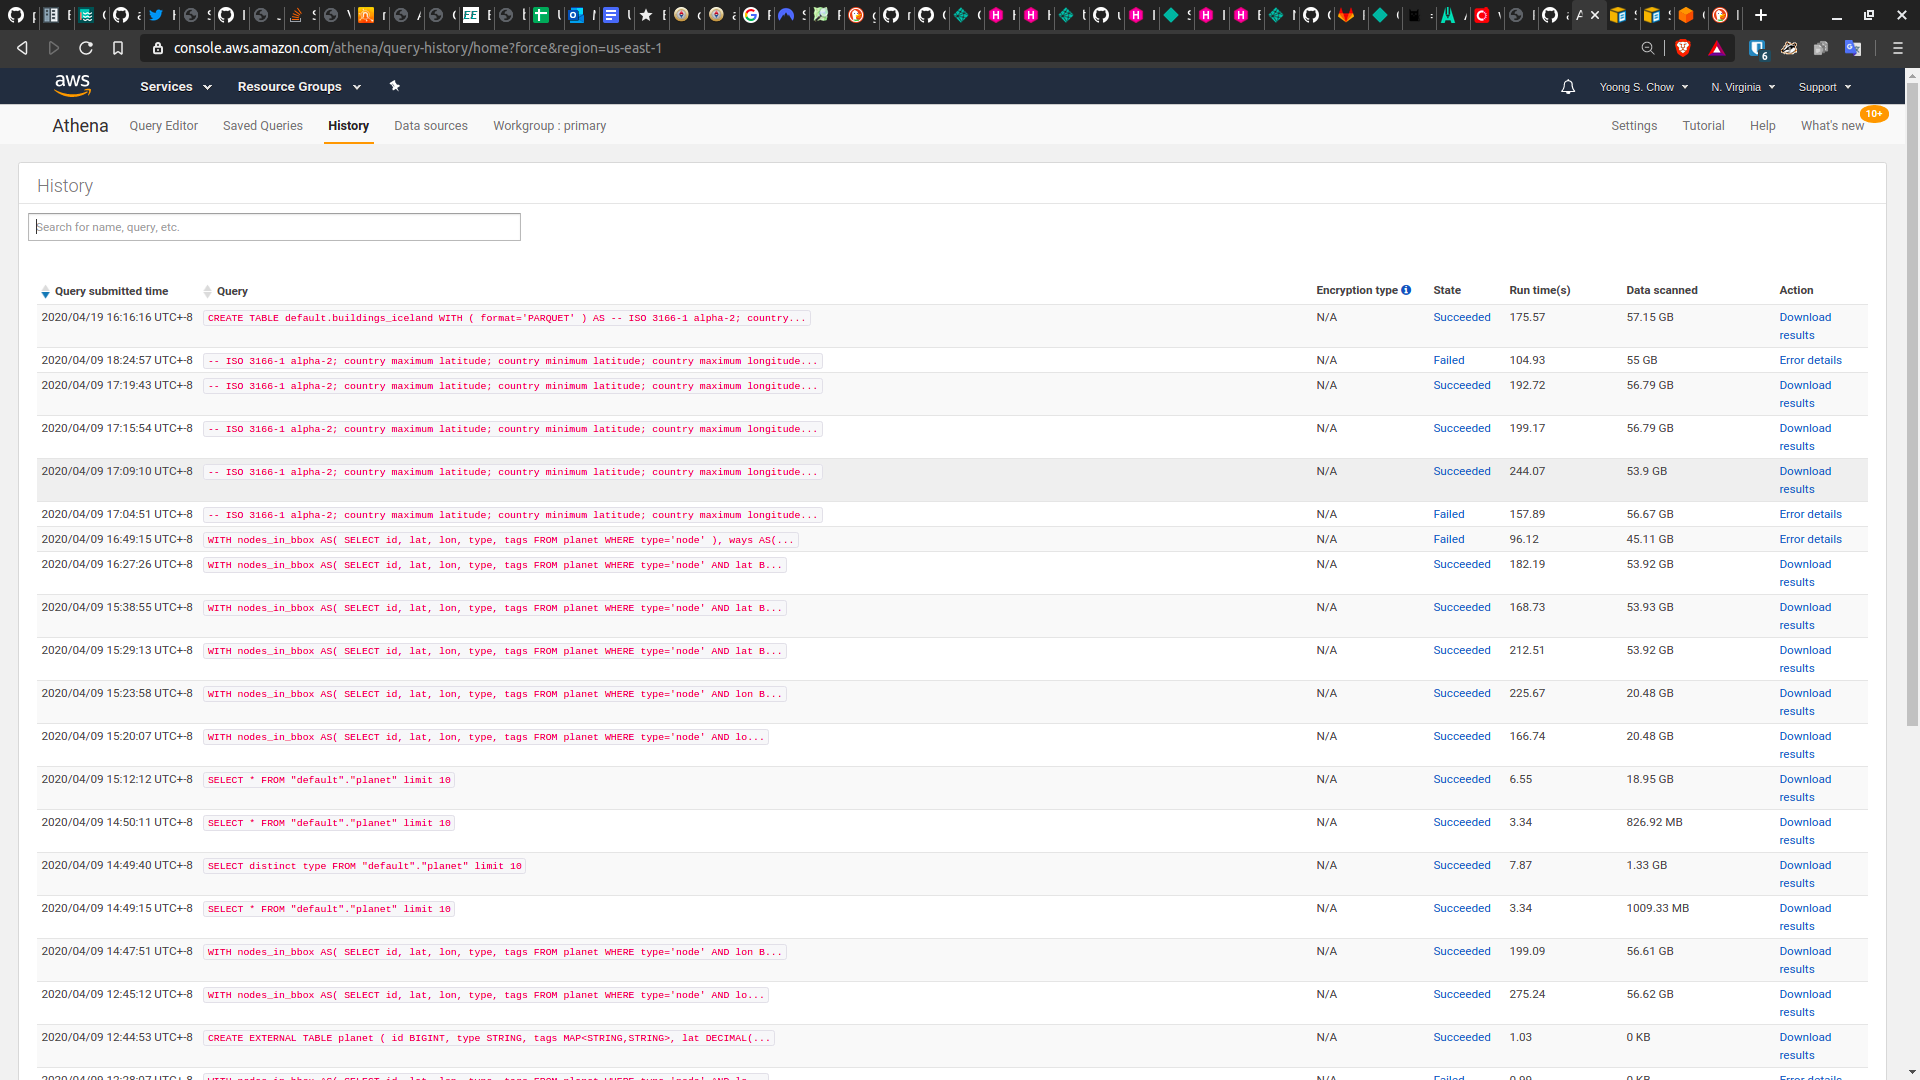 console.aws.amazon.com/athena/query-history/home?force&region=us-east-1
6
aws
Services
Resource Groups
Yoong S. Chow
N. Virginia
Support
Athena
Query Editor
Saved Queries
History
Data sources
Workgroup : primary
Settings
Tutorial
Help
What's new
10+
History
Search for name, query, etc.
Query submitted time Query Encryption type State Run time(s) Data scanned Action
2020/04/19 16:16:16 UTC+-8 CREATE TABLE default.buildings_iceland WITH ( format='PARQUET' ) AS -- ISO 3166-1 alpha-2; country... N/A Succeeded 175.57 57.15 GB Download results
2020/04/09 18:24:57 UTC+-8 -- ISO 3166-1 alpha-2; country maximum latitude; country minimum latitude; country maximum longitude... N/A Failed 104.93 55 GB Error details
2020/04/09 17:19:43 UTC+-8 -- ISO 3166-1 alpha-2; country maximum latitude; country minimum latitude; country maximum longitude... N/A Succeeded 192.72 56.79 GB Download results
2020/04/09 17:15:54 UTC+-8 -- ISO 3166-1 alpha-2; country maximum latitude; country minimum latitude; country maximum longitude... N/A Succeeded 199.17 56.79 GB Download results
2020/04/09 17:09:10 UTC+-8 -- ISO 3166-1 alpha-2; country maximum latitude; country minimum latitude; country maximum longitude... N/A Succeeded 244.07 53.9 GB Download results
2020/04/09 17:04:51 UTC+-8 -- ISO 3166-1 alpha-2; country maximum latitude; country minimum latitude; country maximum longitude... N/A Failed 157.89 56.67 GB Error details
2020/04/09 16:49:15 UTC+-8 WITH nodes_in_bbox AS( SELECT id, lat, lon, type, tags FROM planet WHERE type='node' ), ways AS(... N/A Failed 96.12 45.11 GB Error details
2020/04/09 16:27:26 UTC+-8 WITH nodes_in_bbox AS( SELECT id, lat, lon, type, tags FROM planet WHERE type='node' AND lat B... N/A Succeeded 182.19 53.92 GB Download results
2020/04/09 15:38:55 UTC+-8 WITH nodes_in_bbox AS( SELECT id, lat, lon, type, tags FROM planet WHERE type='node' AND lat B... N/A Succeeded 168.73 53.93 GB Download results
2020/04/09 15:29:13 UTC+-8 WITH nodes_in_bbox AS( SELECT id, lat, lon, type, tags FROM planet WHERE type='node' AND lat B... N/A Succeeded 212.51 53.92 GB Download results
2020/04/09 15:23:58 UTC+-8 WITH nodes_in_bbox AS( SELECT id, lat, lon, type, tags FROM planet WHERE type='node' AND lon B... N/A Succeeded 225.67 20.48 GB Download results
2020/04/09 15:20:07 UTC+-8 WITH nodes_in_bbox AS( SELECT id, lat, lon, type, tags FROM planet WHERE type='node' AND lo... N/A Succeeded 166.74 20.48 GB Download results
2020/04/09 15:12:12 UTC+-8 SELECT * FROM "default"."planet" limit 10 N/A Succeeded 6.55 18.95 GB Download results
2020/04/09 14:50:11 UTC+-8 SELECT * FROM "default"."planet" limit 10 N/A Succeeded 3.34 826.92 MB Download results
2020/04/09 14:49:40 UTC+-8 SELECT distinct type FROM "default"."planet" limit 10 N/A Succeeded 7.87 1.33 GB Download results
2020/04/09 14:49:15 UTC+-8 SELECT * FROM "default"."planet" limit 10 N/A Succeeded 3.34 1009.33 MB Download results
2020/04/09 14:47:51 UTC+-8 WITH nodes_in_bbox AS( SELECT id, lat, lon, type, tags FROM planet WHERE type='node' AND lon B... N/A Succeeded 199.09 56.61 GB Download results
2020/04/09 12:45:12 UTC+-8 WITH nodes_in_bbox AS( SELECT id, lat, lon, type, tags FROM planet WHERE type='node' AND lo... N/A Succeeded 275.24 56.62 GB Download results
2020/04/09 12:44:53 UTC+-8 CREATE EXTERNAL TABLE planet ( id BIGINT, type STRING, tags MAP<STRING,STRING>, lat DECIMAL(... N/A Succeeded 1.03 0 KB Download results